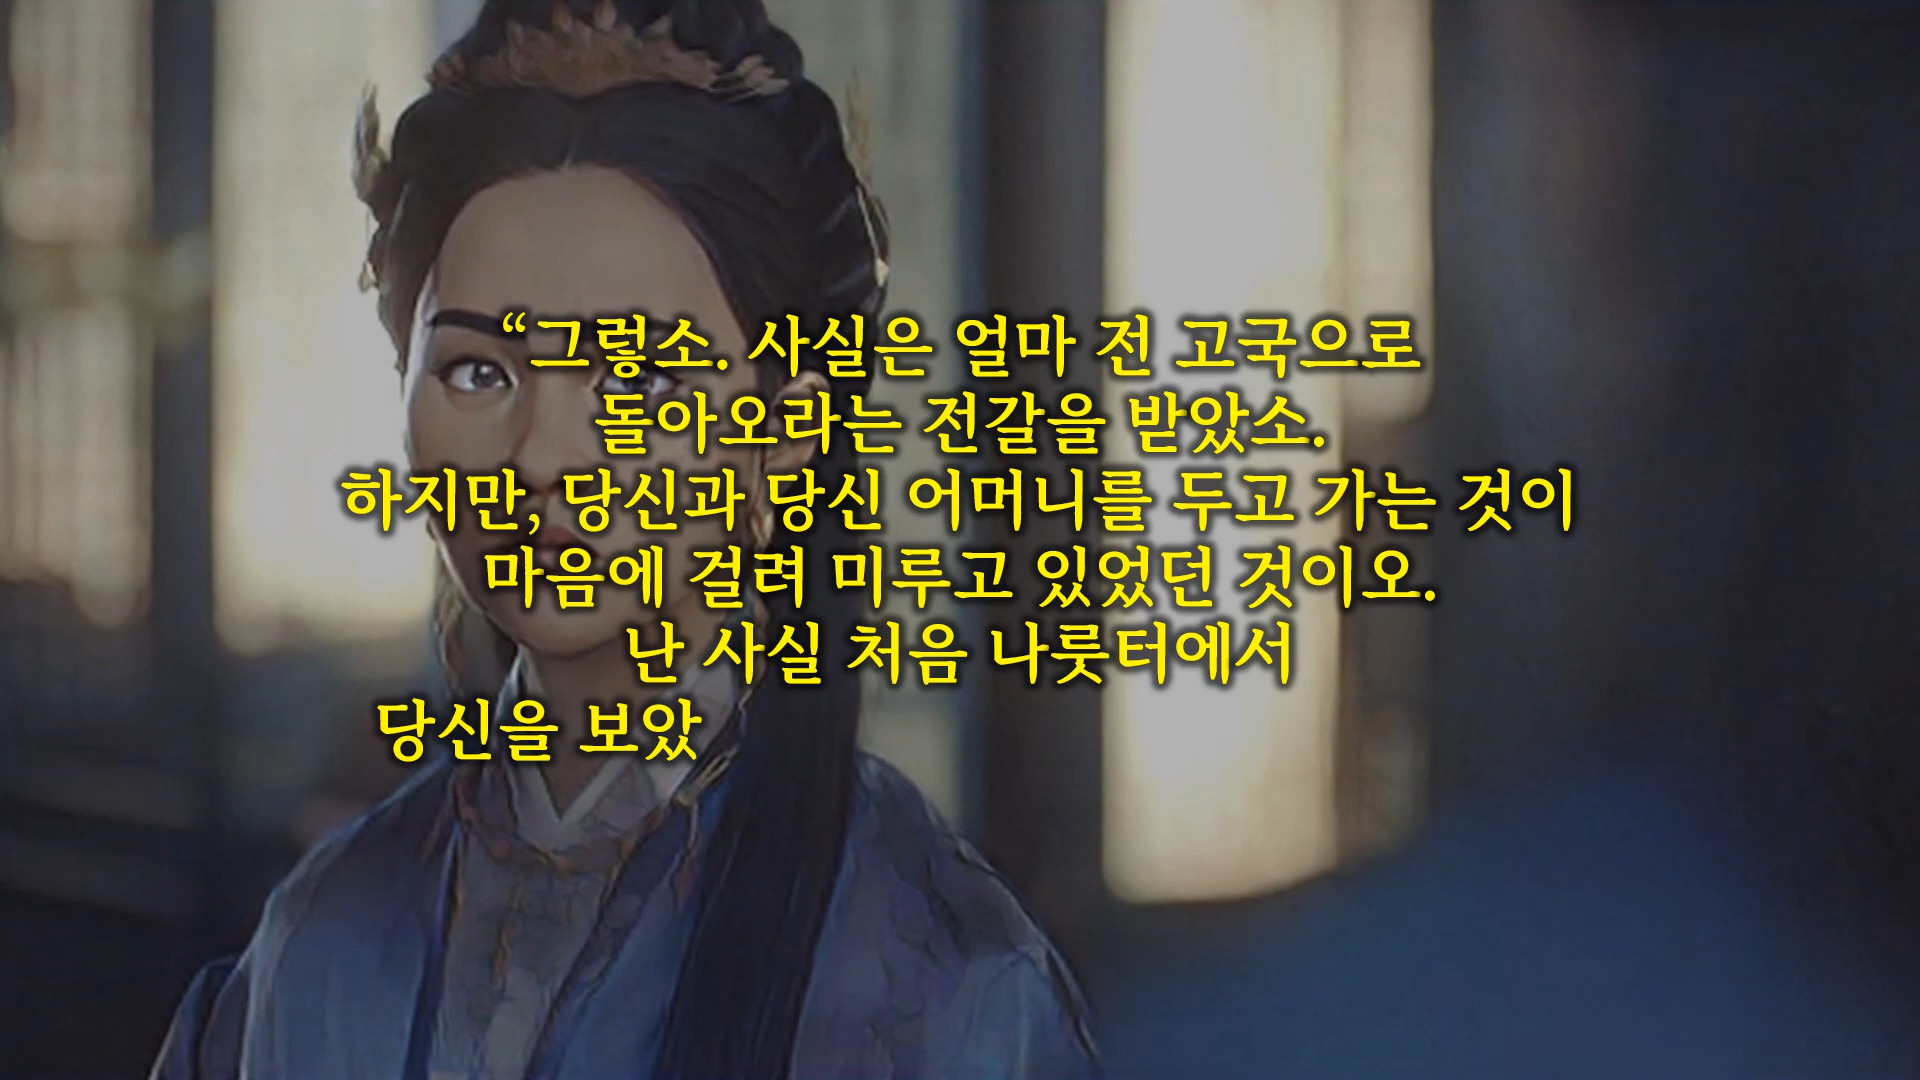 “그렇소. 사실은 얼마 전 고국으로
돌아오라는 전갈을 받았소.
하지만, 당신과 당신 어머니를 두고 가는 것이
마음에 걸려 미루고 있었던 것이오.
난 사실 처음 나룻터에서
당신을 보았